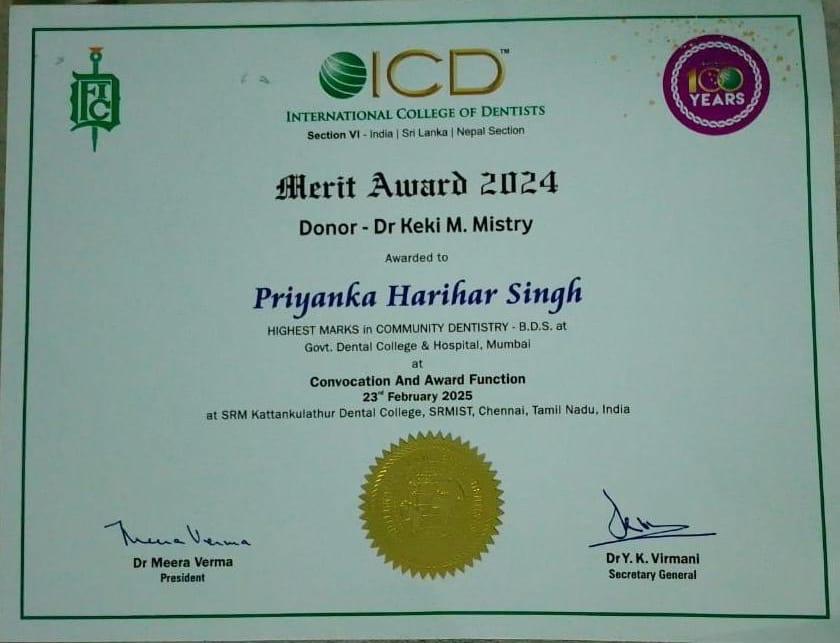 FICD
ICD™
INTERNATIONAL COLLEGE OF DENTISTS
Section VI - India | Sri Lanka | Nepal Section
100
YEARS
Merit Award 2024
Donor - Dr Keki M. Mistry
Awarded to
Priyanka Harihar Singh
HIGHEST MARKS in COMMUNITY DENTISTRY - B.D.S. at
Govt. Dental College & Hospital, Mumbai
at
Convocation And Award Function
23rd February 2025
at SRM Kattankulathur Dental College, SRMIST, Chennai, Tamil Nadu, India
Meera Verma
Dr Meera Verma
President
Dr Y. K. Virmani
Secretary General